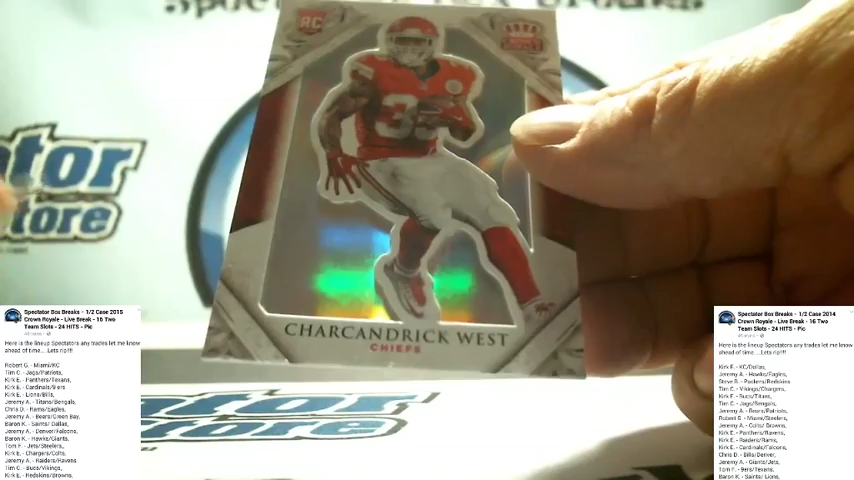 RC
35
CHARCANDRICK WEST
CHIEFS
ator
tore
ator
tore
Spectator Box Breaks - 1/2 Case 2015
Crown Royale - Live Break - 16 Two
Team Slots - 24 HITS - Pic
Here is the lineup Spectators any trades let me know
ahead of time....Lets rip!!!!
Robert G. - Miami/KC
Tim C. - Jags/Patriots,
Kirk E. - Panthers/Texans,
Kirk E. - Cardinals/9ers
Kirk E. - Lions/Bills,
Jeremy A. - Titans/Bengals,
Chris D. - Rams/Eagles,
Jeremy A. - Bears/Green Bay,
Baron K. - Saints/ Dallas,
Jeremy A. - Denver/Falcons,
Baron K. - Hawks/Giants,
Tom F. - Jets/Steelers,
Kirk E. - Chargers/Colts,
Jeremy A. - Raiders/Ravens
Tim C. - Bucs/Vikings,
Kirk E. - Redskins/Browns,
Spectator Box Breaks - 1/2 Case 2014
Crown Royale - Live Break - 16 Two
Team Slots - 24 HITS - Pic
Here is the lineup Spectators any trades let me know
ahead of time....Lets rip!!!!
Kirk E. - KC/Dallas,
Jeremy A. - Hawks/Eagles,
Steve B. - Packers/Redskins
Tim E. - Vikings/Chargers,
Kirk F. - Bucs/Titans,
Tim E. - Jags/Bengals,
Jeremy A. - Bears/Patriots,
Robert G. - Miami/Steelers,
Jeremy A. - Colts/ Browns,
Kirk E. - Panthers/Ravens,
Kirk E. - Raiders/Rams,
Kirk E. - Cardinals/Falcons,
Chris D. - Bills/Denver,
Jeremy A. - Giants/Jets,
Tom F. - 9ers/Texans,
Baron K. - Saints/ Lions,